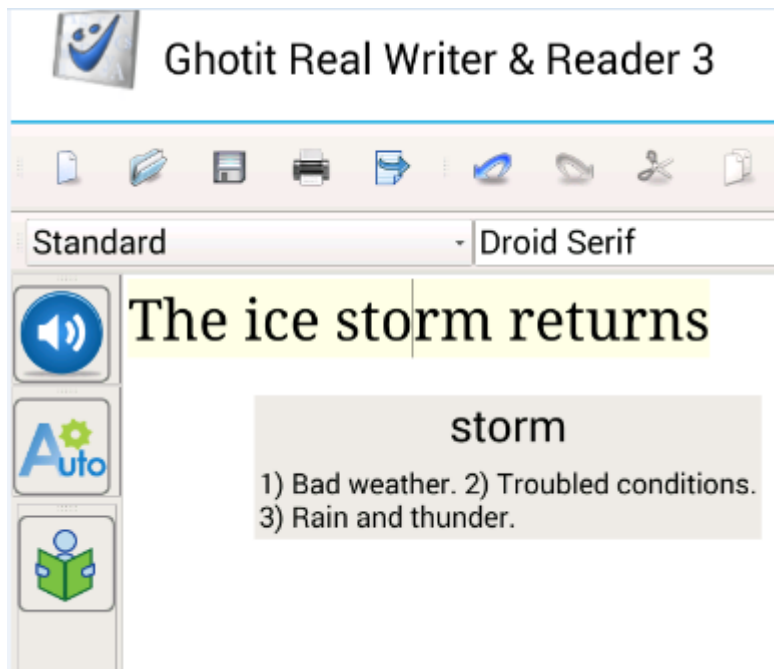 Ghotit Real Writer & Reader 3
Standard
Droid Serif
The ice storm returns
Auto
storm
1) Bad weather. 2) Troubled conditions.
3) Rain and thunder.